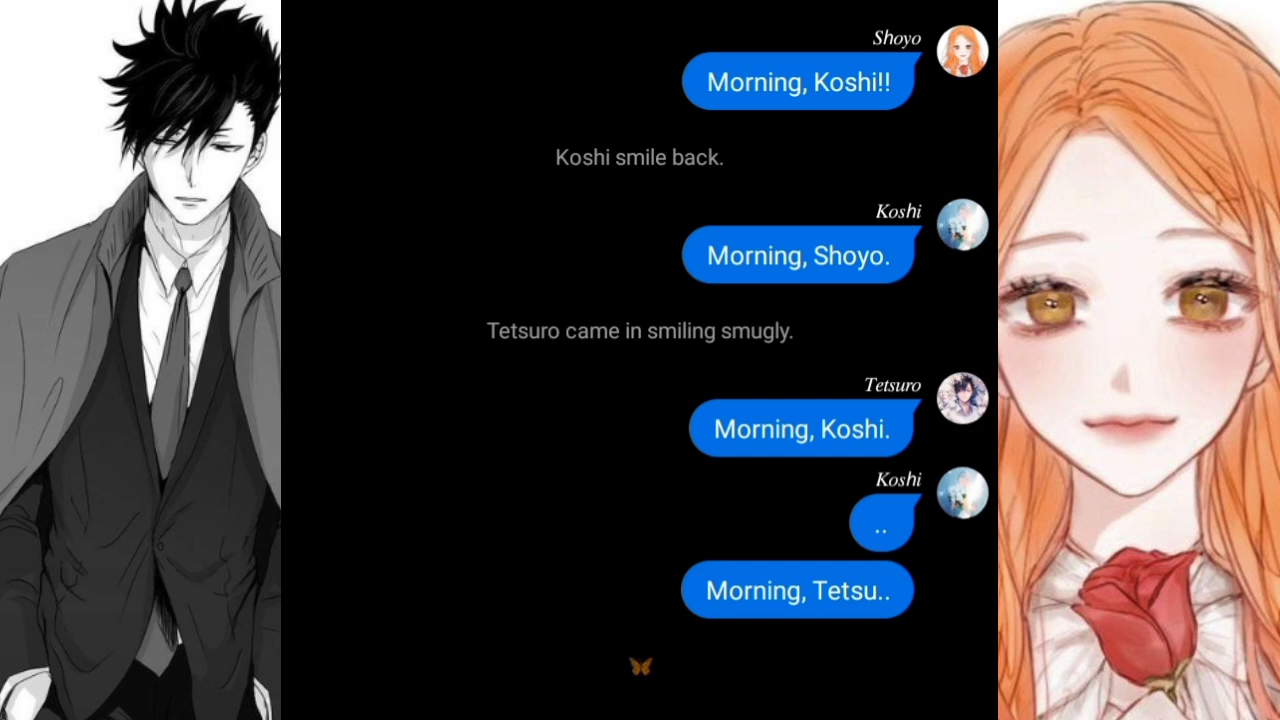 Shoyo
Morning, Koshi!!
Koshi smile back.
Koshi
Morning, Shoyo.
Tetsuro came in smiling smugly.
Tetsuro
Morning, Koshi.
Koshi
..
Morning, Tetsu..